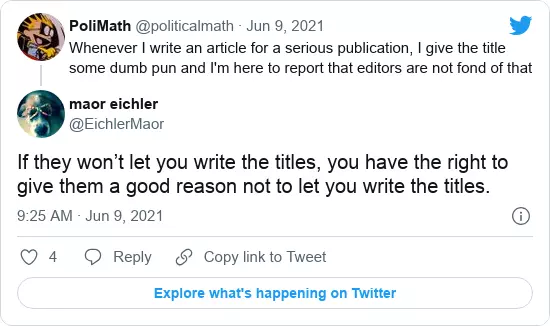 PoliMath @politicalmath · Jun 9, 2021
Whenever I write an article for a serious publication, I give the title
some dumb pun and I'm here to report that editors are not fond of that
maor eichler
@EichlerMaor
If they won’t let you write the titles, you have the right to
give them a good reason not to let you write the titles.
9:25 AM · Jun 9, 2021
4 Reply Copy link to Tweet
Explore what's happening on Twitter